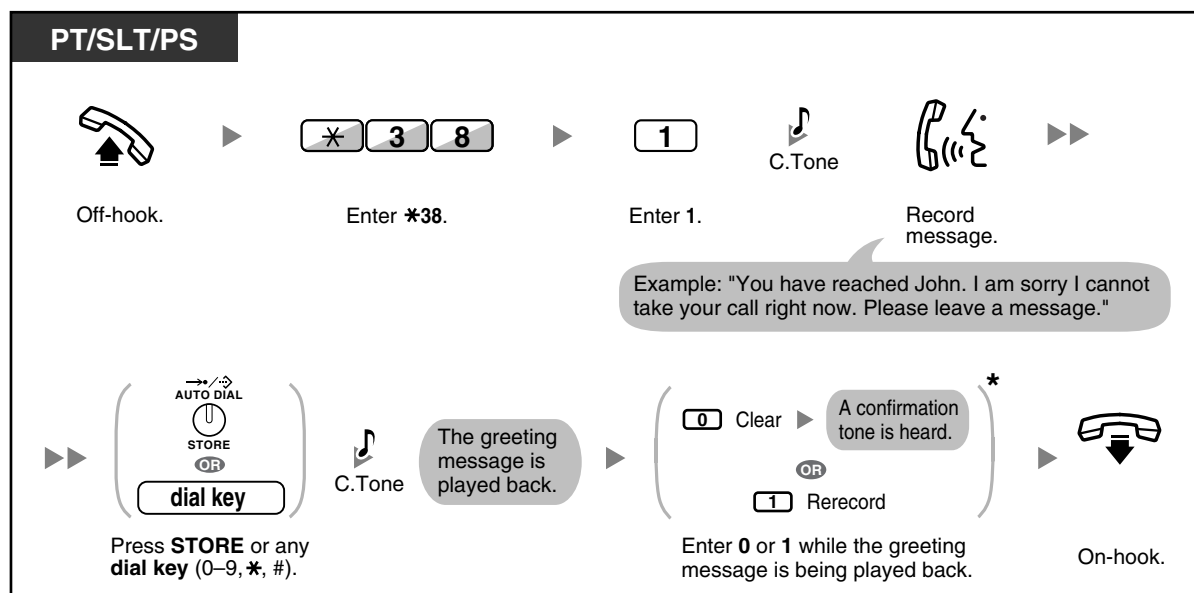 PT/SLT/PS
✳ 3 8
1
C.Tone
Off-hook.
Enter ✳38.
Enter 1.
Record
message.
Example: "You have reached John. I am sorry I cannot
take your call right now. Please leave a message."
AUTO DIAL
STORE
OR
dial key
C.Tone
The greeting
message is
played back.
0 Clear
A confirmation
tone is heard.
OR
1 Rerecord
*
Press STORE or any
dial key (0–9, ✳, #).
Enter 0 or 1 while the greeting
message is being played back.
On-hook.